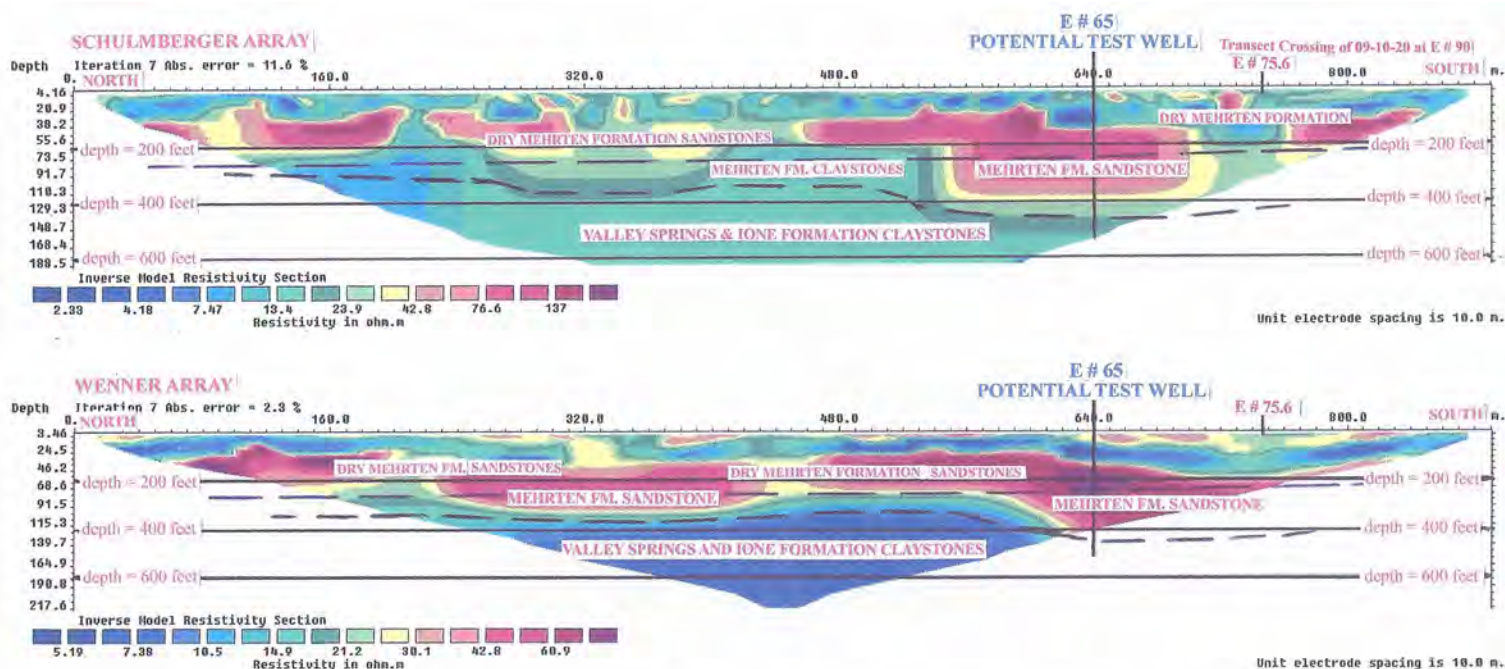 E # 65
POTENTIAL TEST WELL
SCHULMBERGER ARRAY
Transect Crossing of 09-10-20 at E # 90
Depth Iteration 7 Abs. error = 11.6 %
E # 75.6
0. NORTH 160.0 320.0 480.0 640.0 800.0 SOUTH m.
4.16
20.9
38.2
DRY MEHRTEN FORMATION
55.6
DRY MEHRTEN FORMATION SANDSTONES
depth = 200 feet
depth = 200 feet
73.5
MEHRTEN FM. CLAYSTONES
MEHRTEN FM. SANDSTONE
91.7
110.3
depth = 400 feet
depth = 400 feet
129.3
148.7
VALLEY SPRINGS & IONE FORMATION CLAYSTONES
168.4
depth = 600 feet
depth = 600 feet
188.5
Inverse Model Resistivity Section
2.33 4.18 7.47 13.4 23.9 42.8 76.6 137
Resistivity in ohm.m
Unit electrode spacing is 10.0 m.
E # 65
POTENTIAL TEST WELL
WENNER ARRAY
Depth Iteration 7 Abs. error = 2.3 %
E # 75.6
0. NORTH 160.0 320.0 480.0 640.0 800.0 SOUTH m.
3.46
24.5
46.2
DRY MEHRTEN FM. SANDSTONES
DRY MEHRTEN FORMATION SANDSTONES
depth = 200 feet
depth = 200 feet
68.6
91.5
MEHRTEN FM. SANDSTONE
MEHRTEN FM. SANDSTONE
115.3
depth = 400 feet
depth = 400 feet
139.7
VALLEY SPRINGS AND IONE FORMATION CLAYSTONES
164.9
depth = 600 feet
depth = 600 feet
190.8
217.6
Inverse Model Resistivity Section
5.19 7.38 10.5 14.9 21.2 30.1 42.8 60.9
Resistivity in ohm.m
Unit electrode spacing is 10.0 m.